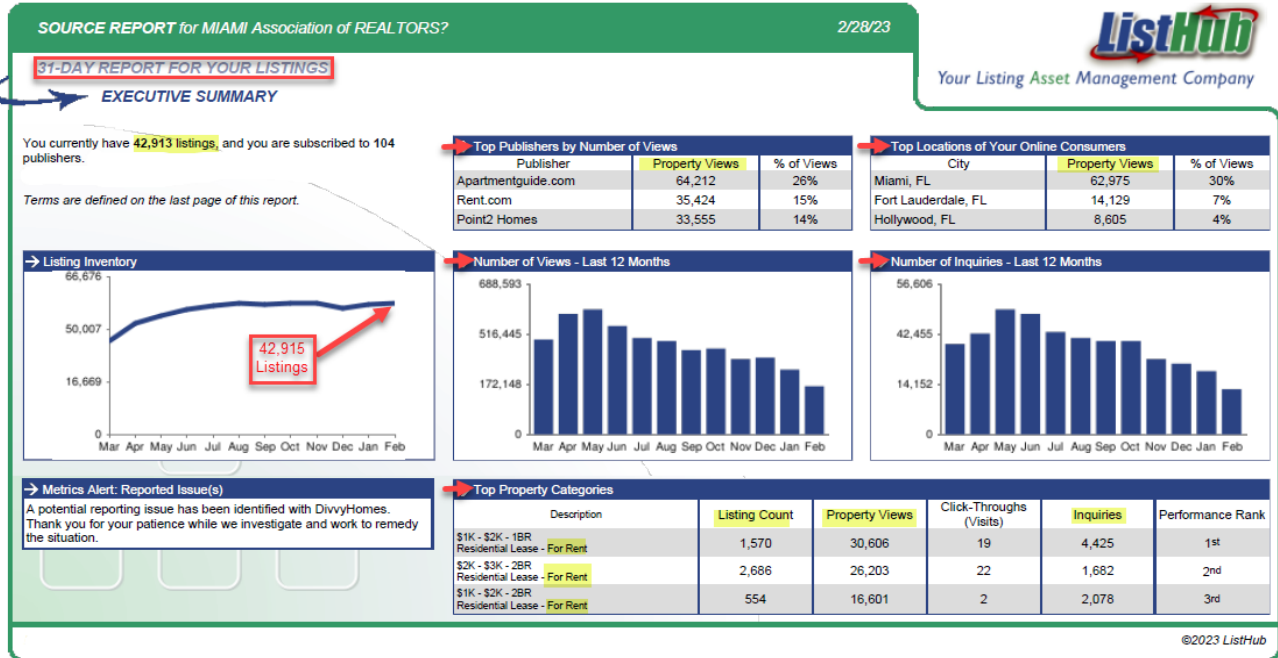 SOURCE REPORT for MIAMI Association of REALTORS?
2/28/23
ListHub
Your Listing Asset Management Company
31-DAY REPORT FOR YOUR LISTINGS
EXECUTIVE SUMMARY
You currently have 42,913 listings, and you are subscribed to 104
publishers.
Terms are defined on the last page of this report.
Top Publishers by Number of Views
Publisher Property Views % of Views
Apartmentguide.com 64,212 26%
Rent.com 35,424 15%
Point2 Homes 33,555 14%
Top Locations of Your Online Consumers
City Property Views % of Views
Miami, FL 62,975 30%
Fort Lauderdale, FL 14,129 7%
Hollywood, FL 8,605 4%
→ Listing Inventory
66,676
50,007
16,669
0
42,915
Listings
Mar Apr May Jun Jul Aug Sep Oct Nov Dec Jan Feb
Number of Views - Last 12 Months
688,593
516,445
172,148
0
Mar Apr May Jun Jul Aug Sep Oct Nov Dec Jan Feb
Number of Inquiries - Last 12 Months
56,606
42,455
14,152
0
Mar Apr May Jun Jul Aug Sep Oct Nov Dec Jan Feb
→ Metrics Alert: Reported Issue(s)
A potential reporting issue has been identified with DivvyHomes.
Thank you for your patience while we investigate and work to remedy
the situation.
Top Property Categories
Description Listing Count Property Views Click-Throughs (Visits) Inquiries Performance Rank
$1K - $2K - 1BR
Residential Lease - For Rent 1,570 30,606 19 4,425 1st
$2K - $3K - 2BR
Residential Lease - For Rent 2,686 26,203 22 1,682 2nd
$1K - $2K - 2BR
Residential Lease - For Rent 554 16,601 2 2,078 3rd
©2023 ListHub